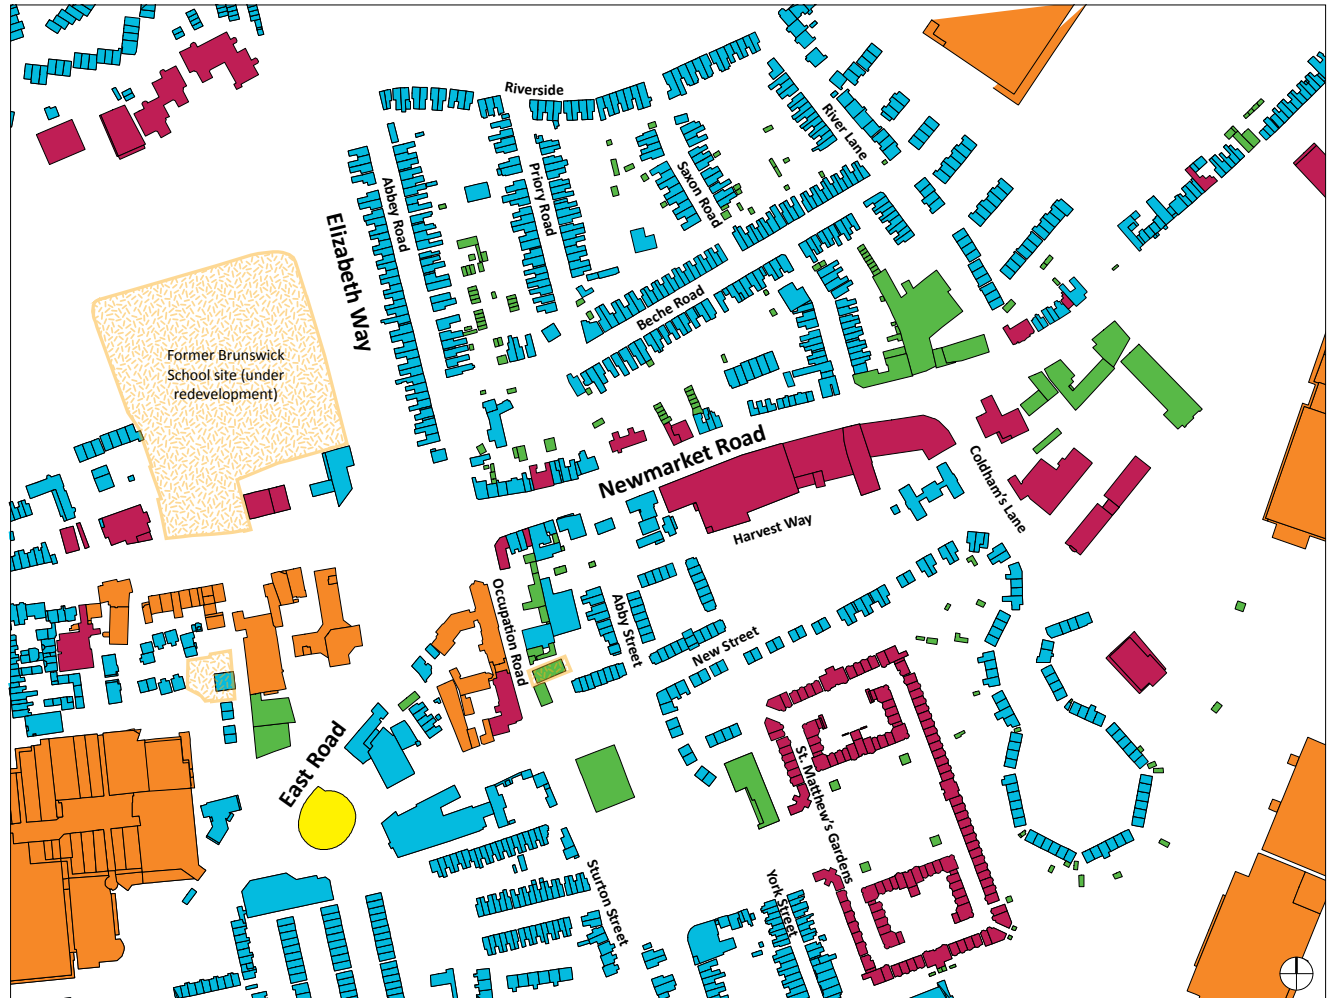 Riverside
River Lane
Saxon Road
Priory Road
Abbey Road
Elizabeth Way
Beche Road
Former Brunswick
School site (under
redevelopment)
Newmarket Road
Coldham's Lane
Harvest Way
Occupation Road
Abby Street
New Street
East Road
St. Matthew's Gardens
Sturton Street
York Street